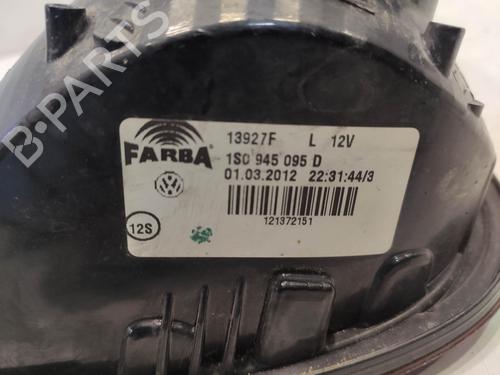 B-PARTS
FARBA
13927F L 12V
1S0 945 095 D
01.03.2012 22:31:44/3
121372151
12S